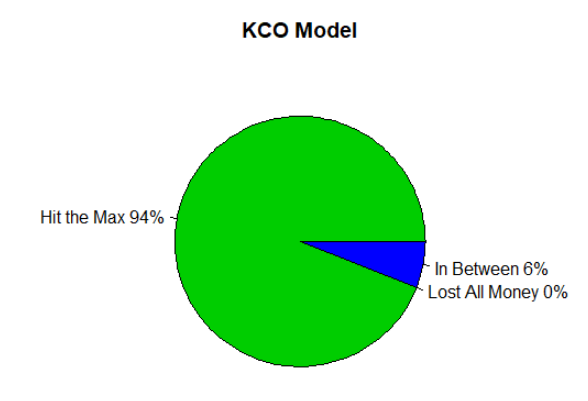 KCO Model
Hit the Max 94%
In Between 6%
Lost All Money 0%